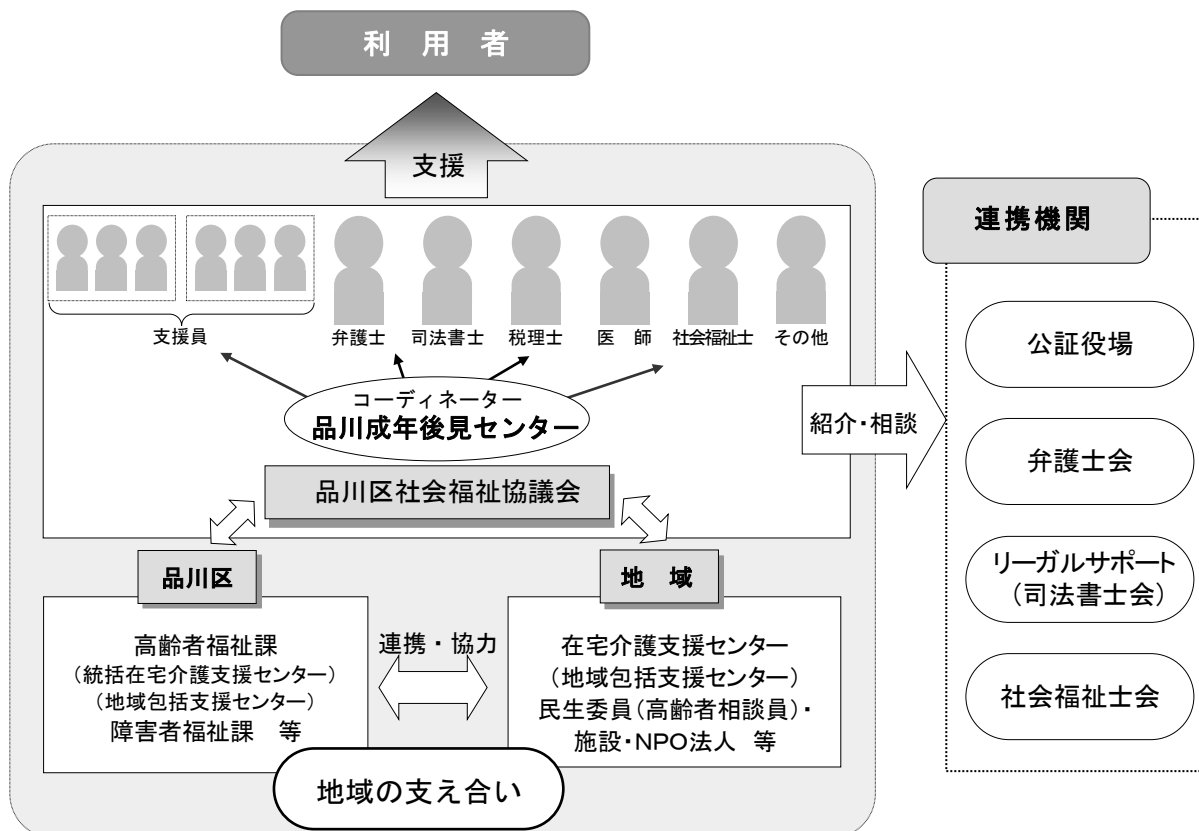 利 用 者
支援
支援員
弁護士
司法書士
税理士
医 師
社会福祉士
その他
コーディネーター
品川成年後見センター
品川区社会福祉協議会
紹介・相談
品川区
高齢者福祉課
(統括在宅介護支援センター)
(地域包括支援センター)
障害者福祉課 等
連携・協力
地 域
在宅介護支援センター
(地域包括支援センター)
民生委員(高齢者相談員)・
施設・NPO法人 等
地域の支え合い
連携機関
公証役場
弁護士会
リーガルサポート
(司法書士会)
社会福祉士会